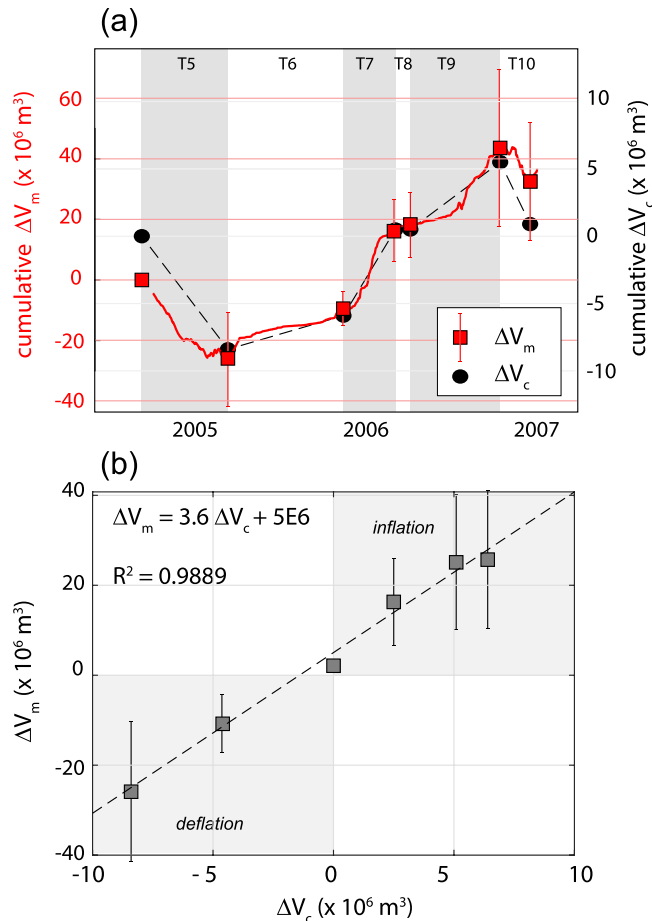 (a)
T5 T6 T7 T8 T9 T10
cumulative ΔVm (x 10⁶ m³)
60
40
20
0
-20
-40
cumulative ΔVc (x 10⁶ m³)
10
5
0
-5
-10
ΔVm
ΔVc
2005 2006 2007
(b)
ΔVm = 3.6 ΔVc + 5E6
R² = 0.9889
inflation
deflation
ΔVm (x 10⁶ m³)
40
20
0
-20
-40
-10 - 5 0 5 10
ΔVc (x 10⁶ m³)